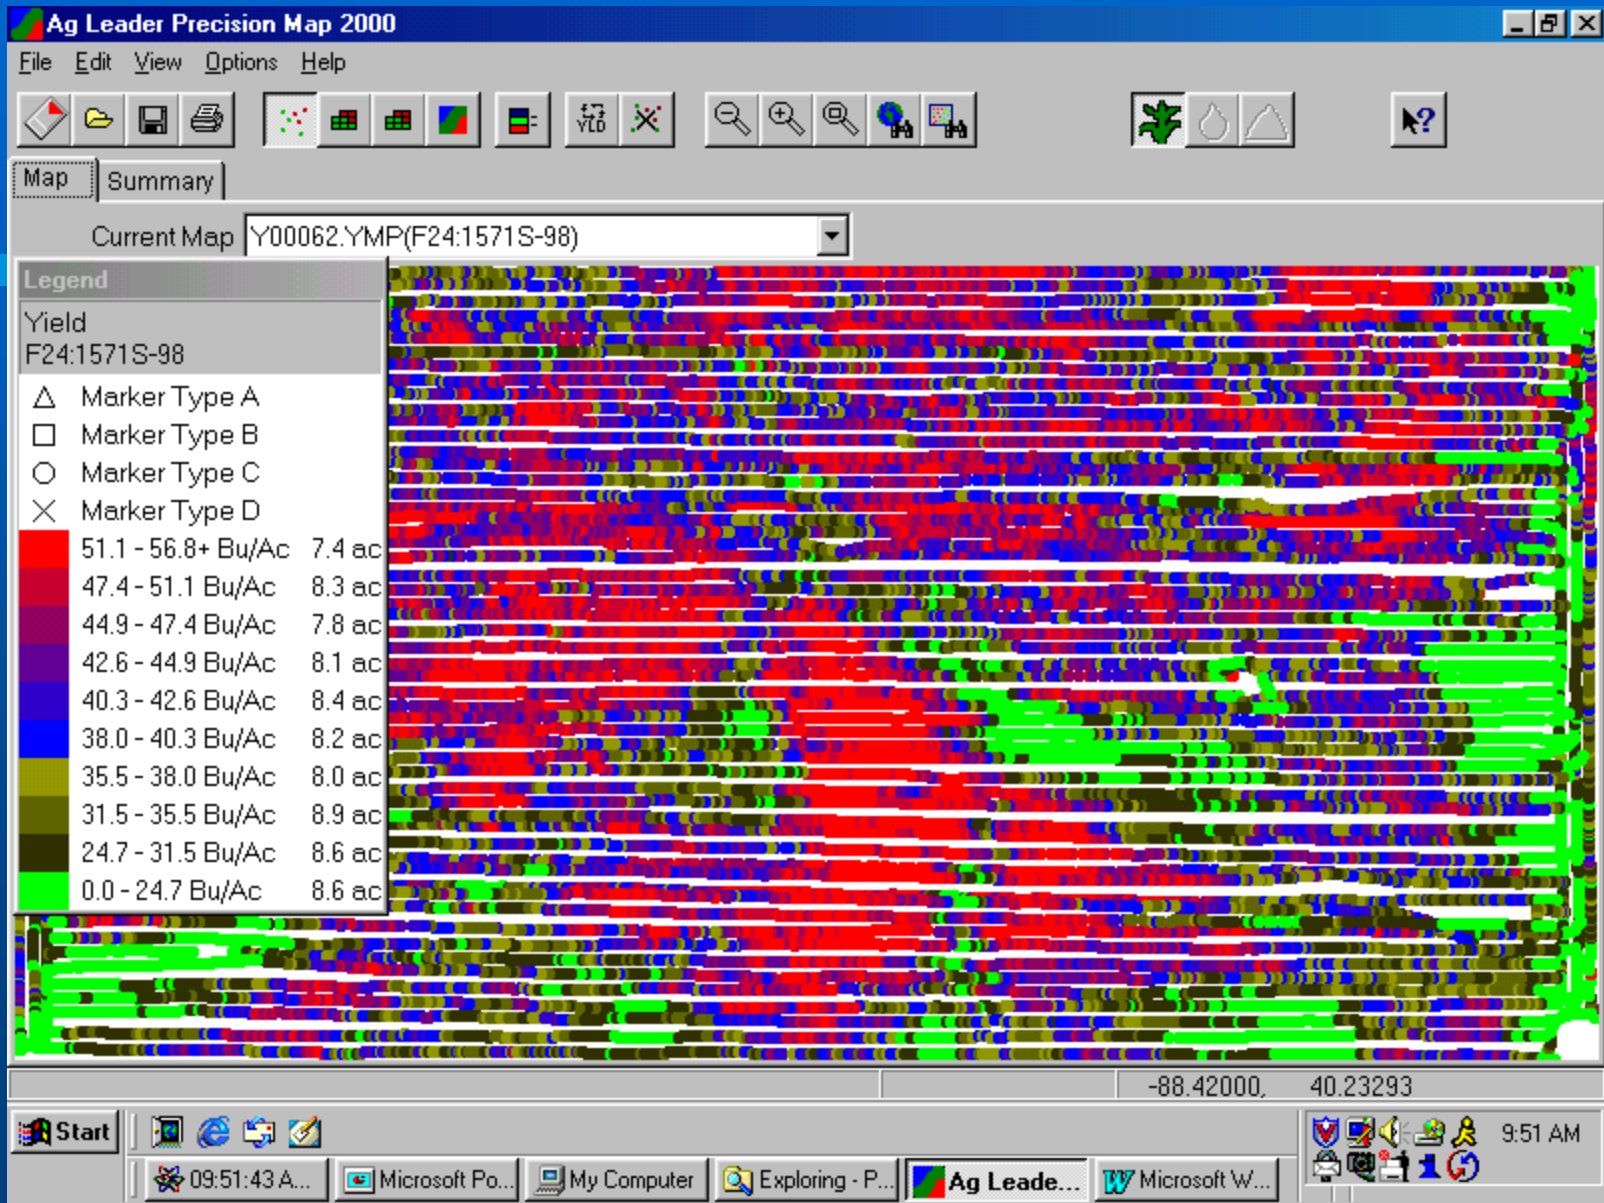 Ag Leader Precision Map 2000
File Edit View Options Help
YLD
?
Map Summary
Current Map Y00062.YMP(F24:1571S-98)
Legend
Yield
F24:1571S-98
Marker Type A
Marker Type B
Marker Type C
Marker Type D
51.1 - 56.8+ Bu/Ac 7.4 ac
47.4 - 51.1 Bu/Ac 8.3 ac
44.9 - 47.4 Bu/Ac 7.8 ac
42.6 - 44.9 Bu/Ac 8.1 ac
40.3 - 42.6 Bu/Ac 8.4 ac
38.0 - 40.3 Bu/Ac 8.2 ac
35.5 - 38.0 Bu/Ac 8.0 ac
31.5 - 35.5 Bu/Ac 8.9 ac
24.7 - 31.5 Bu/Ac 8.6 ac
0.0 - 24.7 Bu/Ac 8.6 ac
-88.42000, 40.23293
Start 9:51 AM
09:51:43 A... Microsoft Po... My Computer Exploring - P... Ag Leade... Microsoft W...